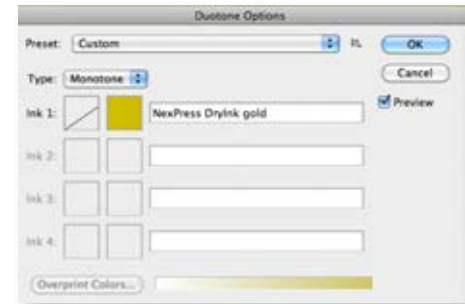 Duotone Options
Preset: Custom OK
Type: Monotone Cancel
Preview
Ink 1: NexPress DryInk gold
Ink 2:
Ink 3:
Ink 4:
Overprint Colors...